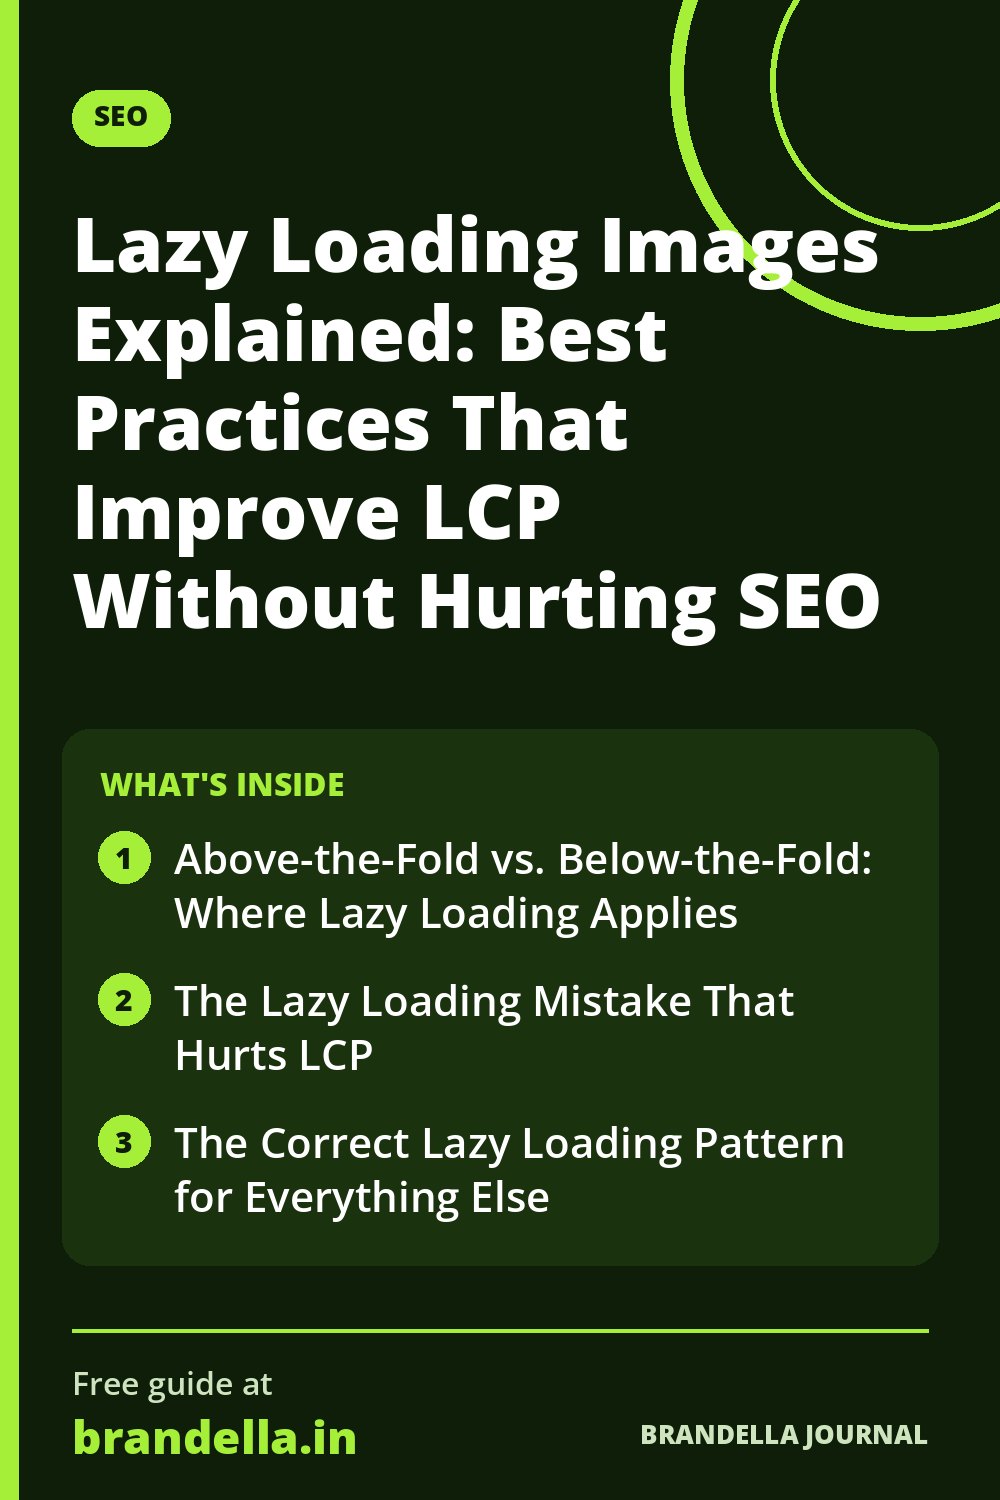 SEO
Lazy Loading Images
Explained: Best
Practices That
Improve LCP
Without Hurting SEO
WHAT'S INSIDE
1 Above-the-Fold vs. Below-the-Fold:
Where Lazy Loading Applies
2 The Lazy Loading Mistake That
Hurts LCP
3 The Correct Lazy Loading Pattern
for Everything Else
Free guide at
brandella.in
BRANDELLA JOURNAL